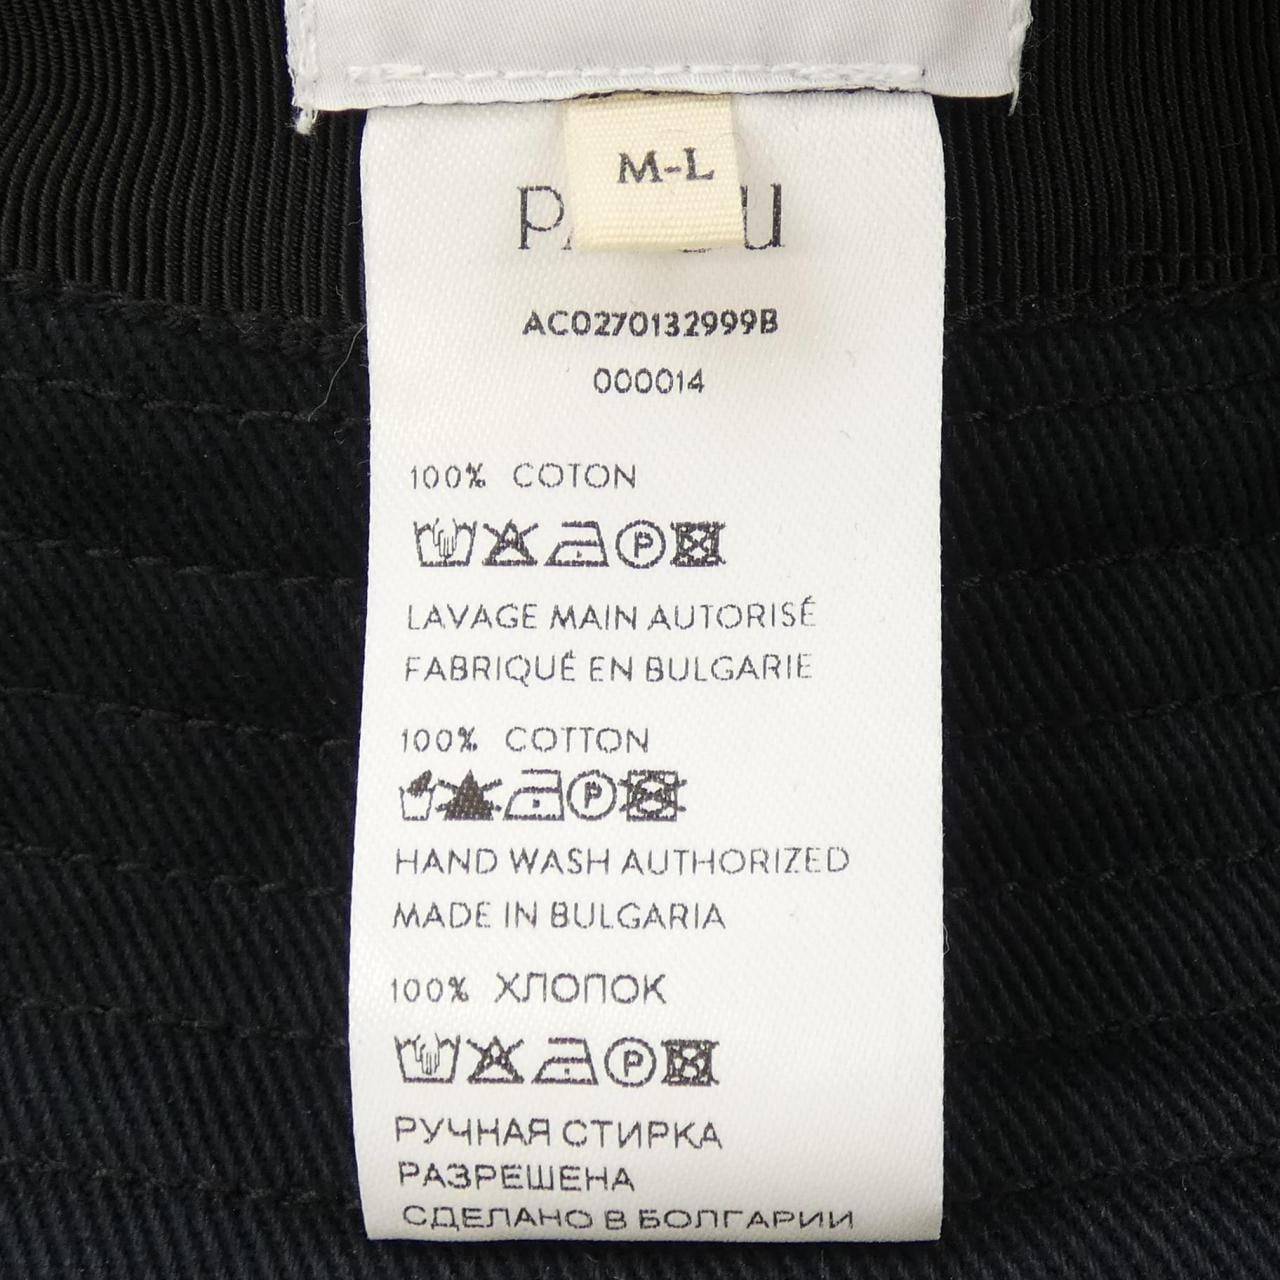 M-L
AC0270132999B
000014
100% COTON
LAVAGE MAIN AUTORISÉ
FABRIQUÉ EN BULGARIE
100% COTTON
HAND WASH AUTHORIZED
MADE IN BULGARIA
100% ХЛОПОК
РУЧНАЯ СТИРКА
РАЗРЕШЕНА
СДЕЛАНО В БОЛГАРИИ